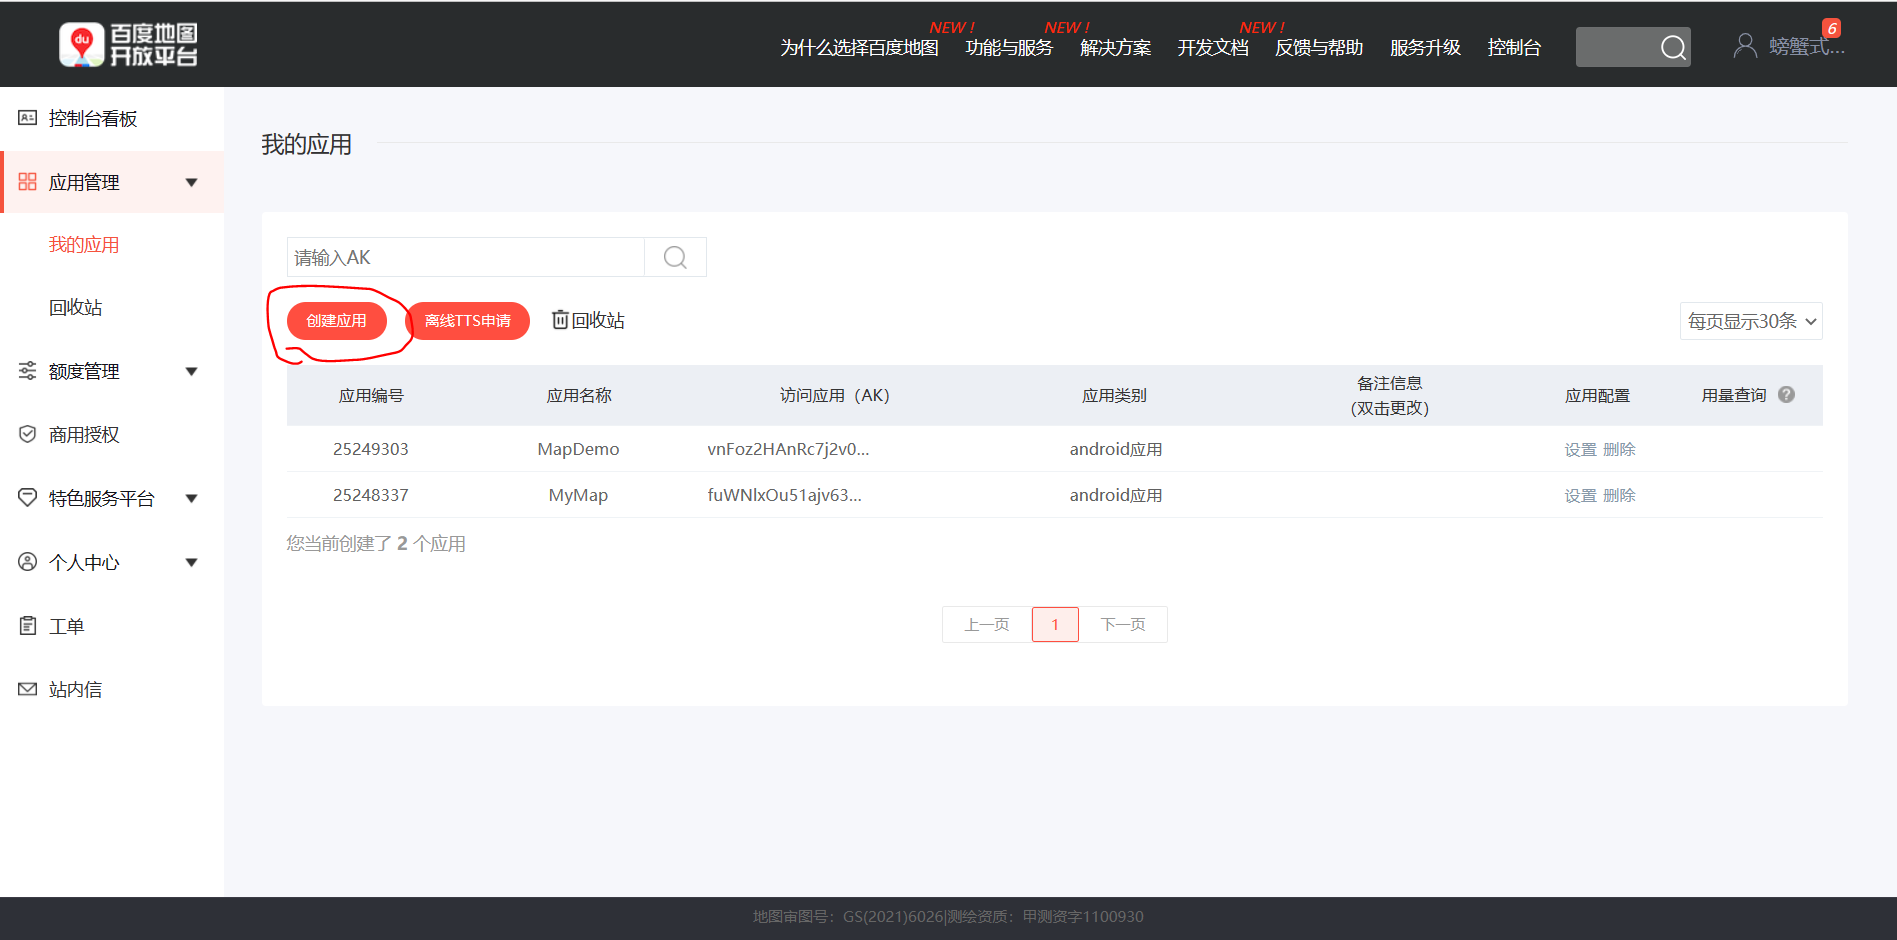 du 百度地图
开放平台
NEW ! NEW ! NEW !
为什么选择百度地图 功能与服务 解决方案 开发文档 反馈与帮助 服务升级 控制台
6
螃蟹式...
控制台看板
应用管理
我的应用
回收站
额度管理
商用授权
特色服务平台
个人中心
工单
站内信
我的应用
请输入AK
创建应用 离线TTS申请 回收站 每页显示30条
应用编号 应用名称 访问应用（AK） 应用类别 备注信息 (双击更改) 应用配置 用量查询 ?
25249303 MapDemo vnFoz2HAnRc7j2v0... android应用 设置 删除
25248337 MyMap fuWNlxOu51ajv63... android应用 设置 删除
您当前创建了 2 个应用
上一页 1 下一页
地图审图号：GS(2021)6026|测绘资质：甲测资字1100930